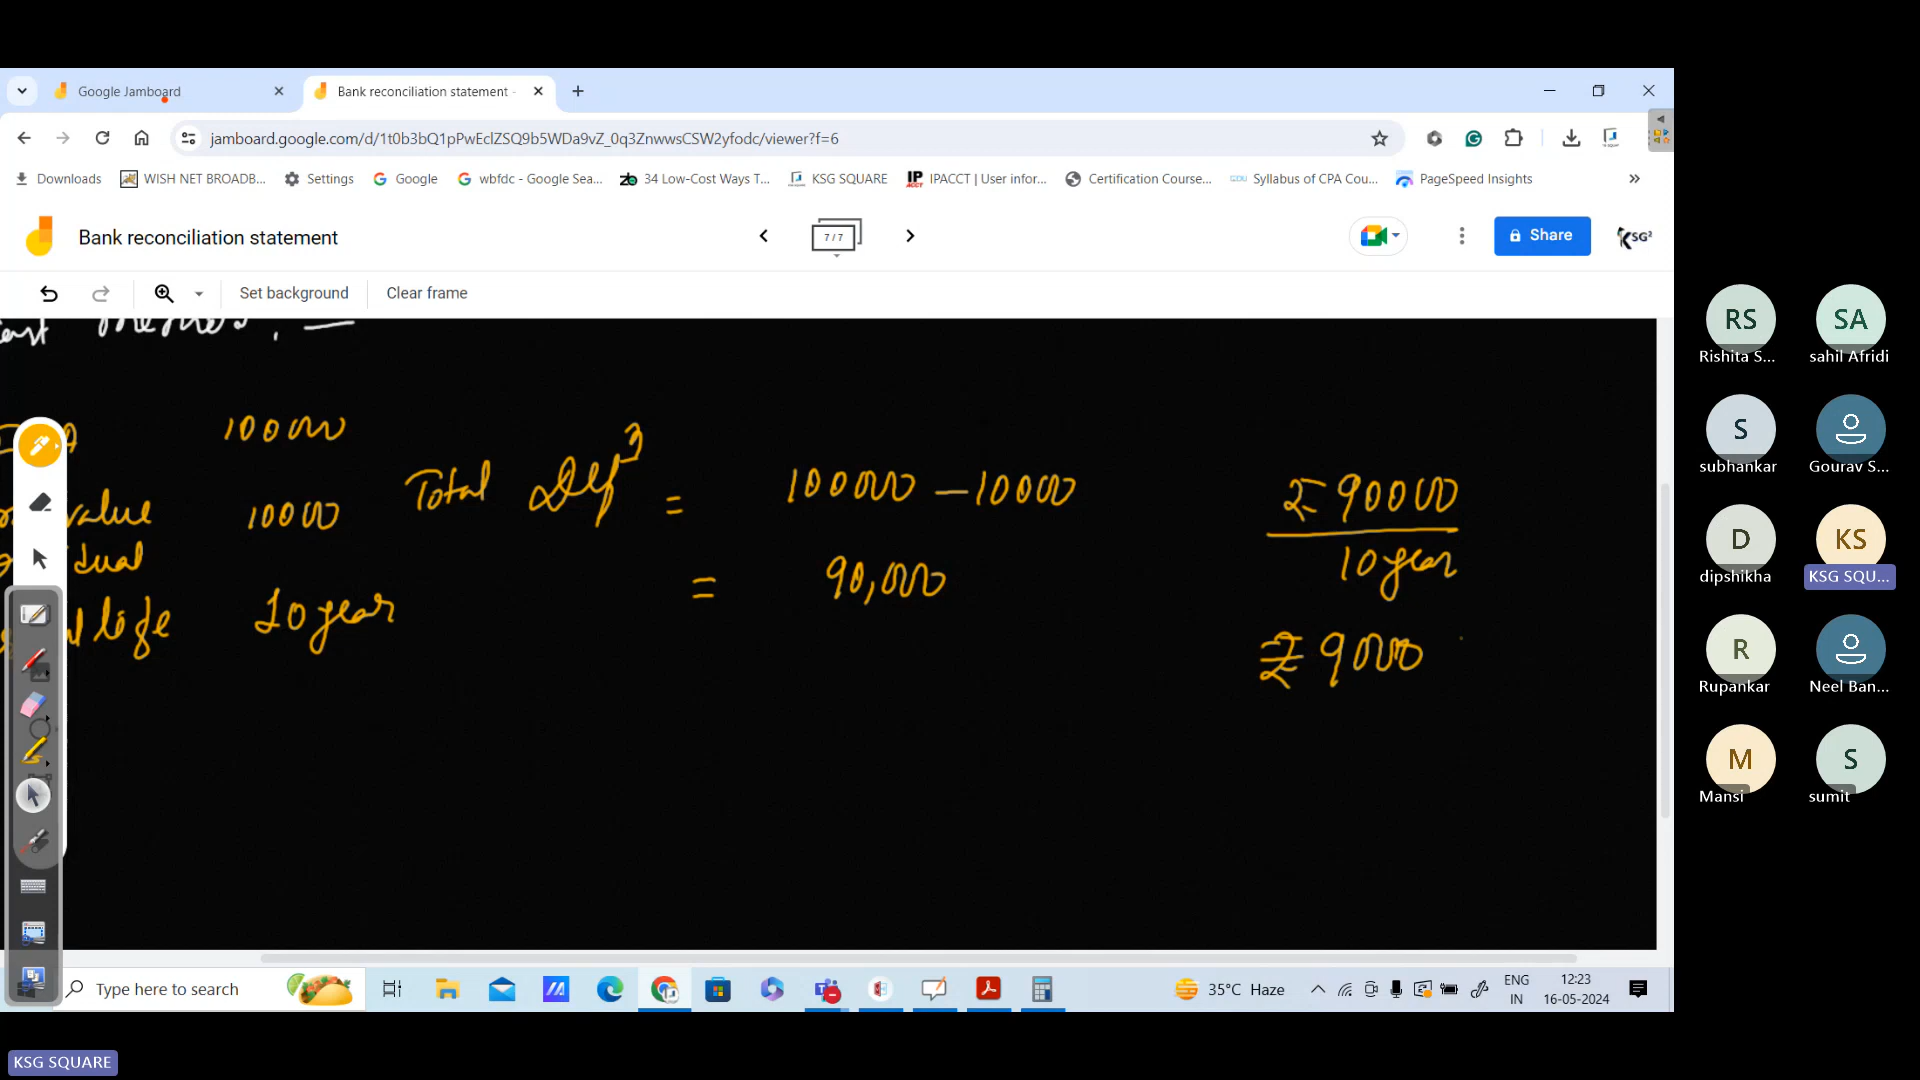 Google Jamboard
Bank reconciliation statement -
jamboard.google.com/d/1t0b3bQ1pPwEclZSQ9b5WDa9vZ_0q3ZnwwsCSW2yfodc/viewer?f=6
Downloads WISH NET BROADB... Settings Google wbfdc - Google Sea... 34 Low-Cost Ways T... KSG SQUARE IPACCT | User infor... Certification Course... Syllabus of CPA Cou... PageSpeed Insights »
Bank reconciliation statement
7 / 7
Share
KSG²
Set background Clear frame
100000
Total = 100000 - 10000
value 10000
dual
= 90,000
life 10 year
90000
10 year
9000
RS SA
Rishita S... sahil Afridi
S
subhankar Gourav S...
D KS
dipshikha KSG SQU...
R
Rupankar Neel Ban...
M S
Mansi sumit
Type here to search
35°C Haze
ENG
IN
12:23
16-05-2024
KSG SQUARE